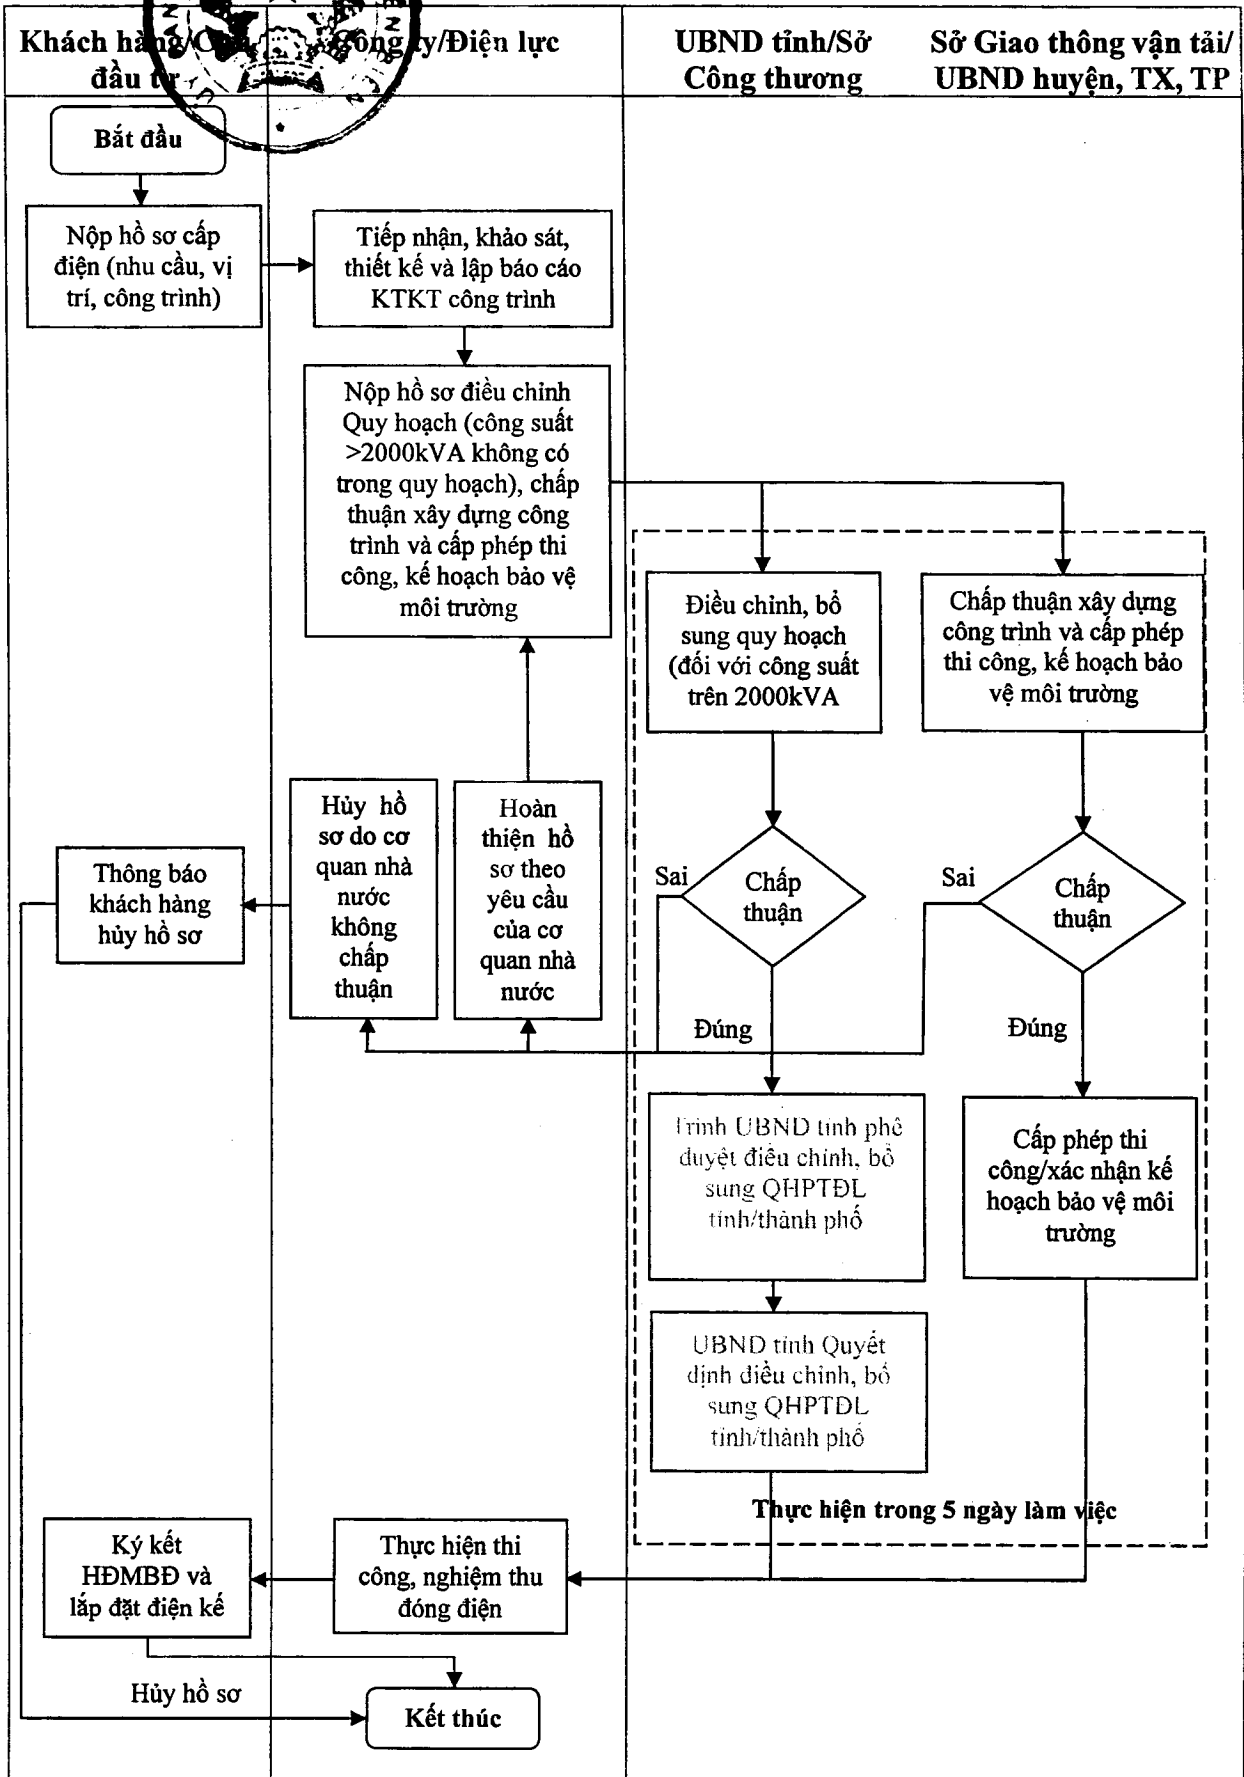 Khách hàng/
đầu tư
Công ty/Điện lực
UBND tỉnh/Sở
Công thương
Sở Giao thông vận tải/
UBND huyện, TX, TP
Bắt đầu
Nộp hồ sơ cấp
điện (nhu cầu, vị
trí, công trình)
Tiếp nhận, khảo sát,
thiết kế và lập báo cáo
KTKT công trình
Nộp hồ sơ điều chỉnh
Quy hoạch (công suất
>2000kVA không có
trong quy hoạch), chấp
thuận xây dựng công
trình và cấp phép thi
công, kế hoạch bảo vệ
môi trường
Điều chỉnh, bổ
sung quy hoạch
(đối với công suất
trên 2000kVA
Chấp thuận xây dựng
công trình và cấp phép
thi công, kế hoạch bảo
vệ môi trường
Thông báo
khách hàng
hủy hồ sơ
Hủy hồ
sơ do cơ
quan nhà
nước
không
chấp
thuận
Hoàn
thiện hồ
sơ theo
yêu cầu
của cơ
quan nhà
nước
Sai
Chấp
thuận
Sai
Chấp
thuận
Đúng
Đúng
Trình UBND tỉnh phê
duyệt điều chỉnh, bổ
sung QHPTĐL
tỉnh/thành phố
Cấp phép thi
công/xác nhận kế
hoạch bảo vệ môi
trường
UBND tỉnh Quyết
định điều chỉnh, bổ
sung QHPTĐL
tỉnh/thành phố
Thực hiện trong 5 ngày làm việc
Ký kết
HĐMBĐ và
lắp đặt điện kế
Thực hiện thi
công, nghiệm thu
đóng điện
Hủy hồ sơ
Kết thúc